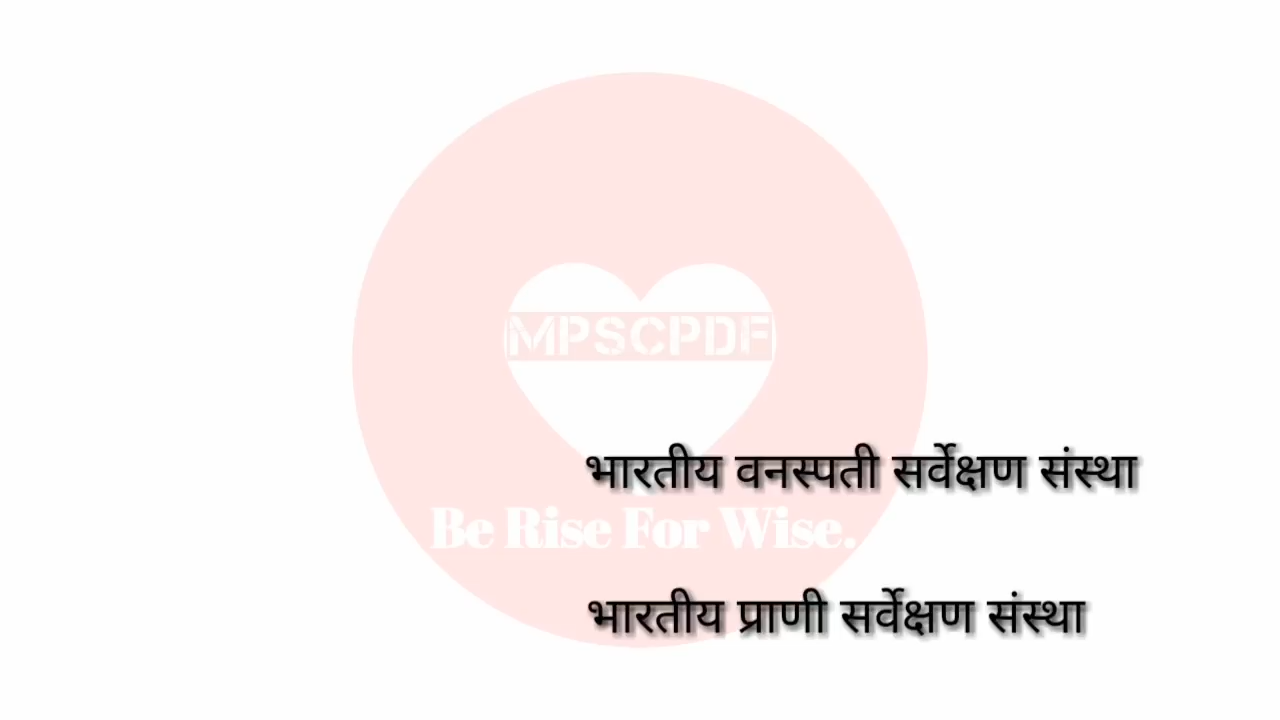 MPSCPDF
भारतीय वनस्पती सर्वेक्षण संस्था
Be Rise For Wise.
भारतीय प्राणी सर्वेक्षण संस्था